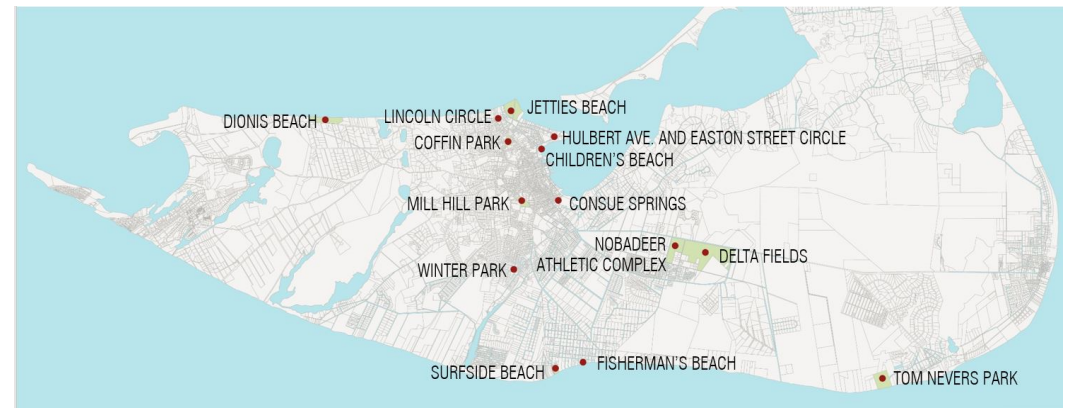 JETTIES BEACH
LINCOLN CIRCLE
DIONIS BEACH
HULBERT AVE. AND EASTON STREET CIRCLE
COFFIN PARK
CHILDREN'S BEACH
MILL HILL PARK
CONSUE SPRINGS
NOBADEER
ATHLETIC COMPLEX
DELTA FIELDS
WINTER PARK
FISHERMAN'S BEACH
SURFSIDE BEACH
TOM NEVERS PARK